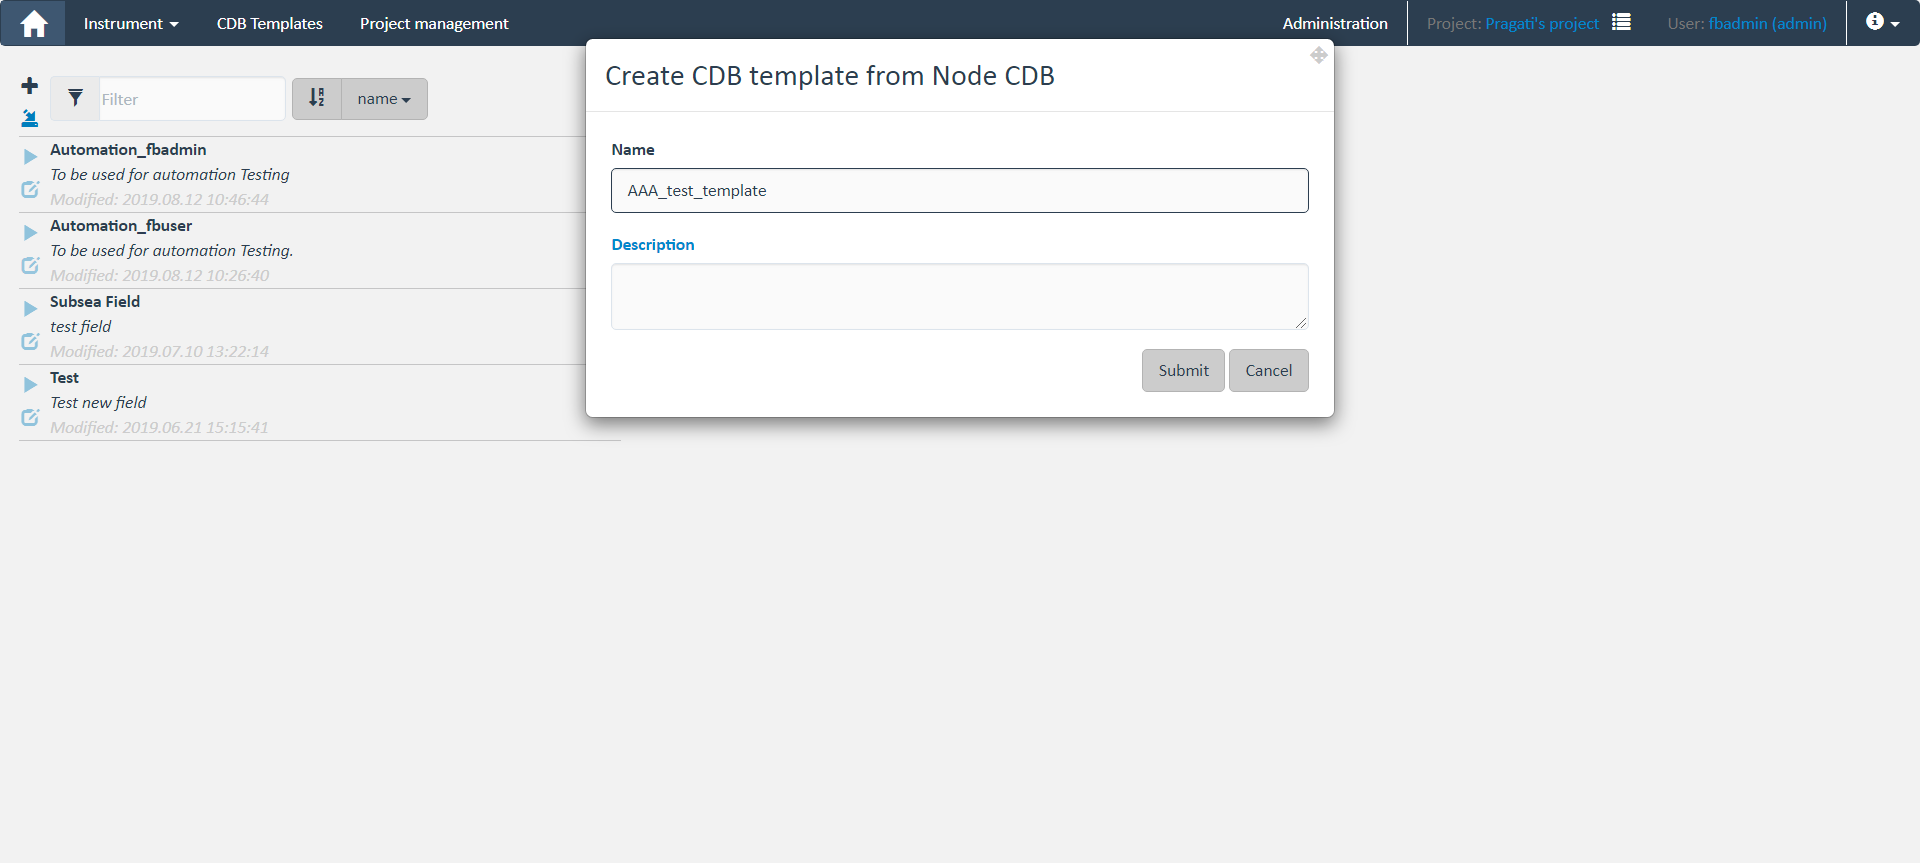 Instrument CDB Templates Project management Administration Project: Pragati's project User: fbadmin (admin)
Filter name
Automation_fbadmin
To be used for automation Testing
Modified: 2019.08.12 10:46:44
Automation_fbuser
To be used for automation Testing.
Modified: 2019.08.12 10:26:40
Subsea Field
test field
Modified: 2019.07.10 13:22:14
Test
Test new field
Modified: 2019.06.21 15:15:41
Create CDB template from Node CDB
Name
AAA_test_template
Description
Submit Cancel